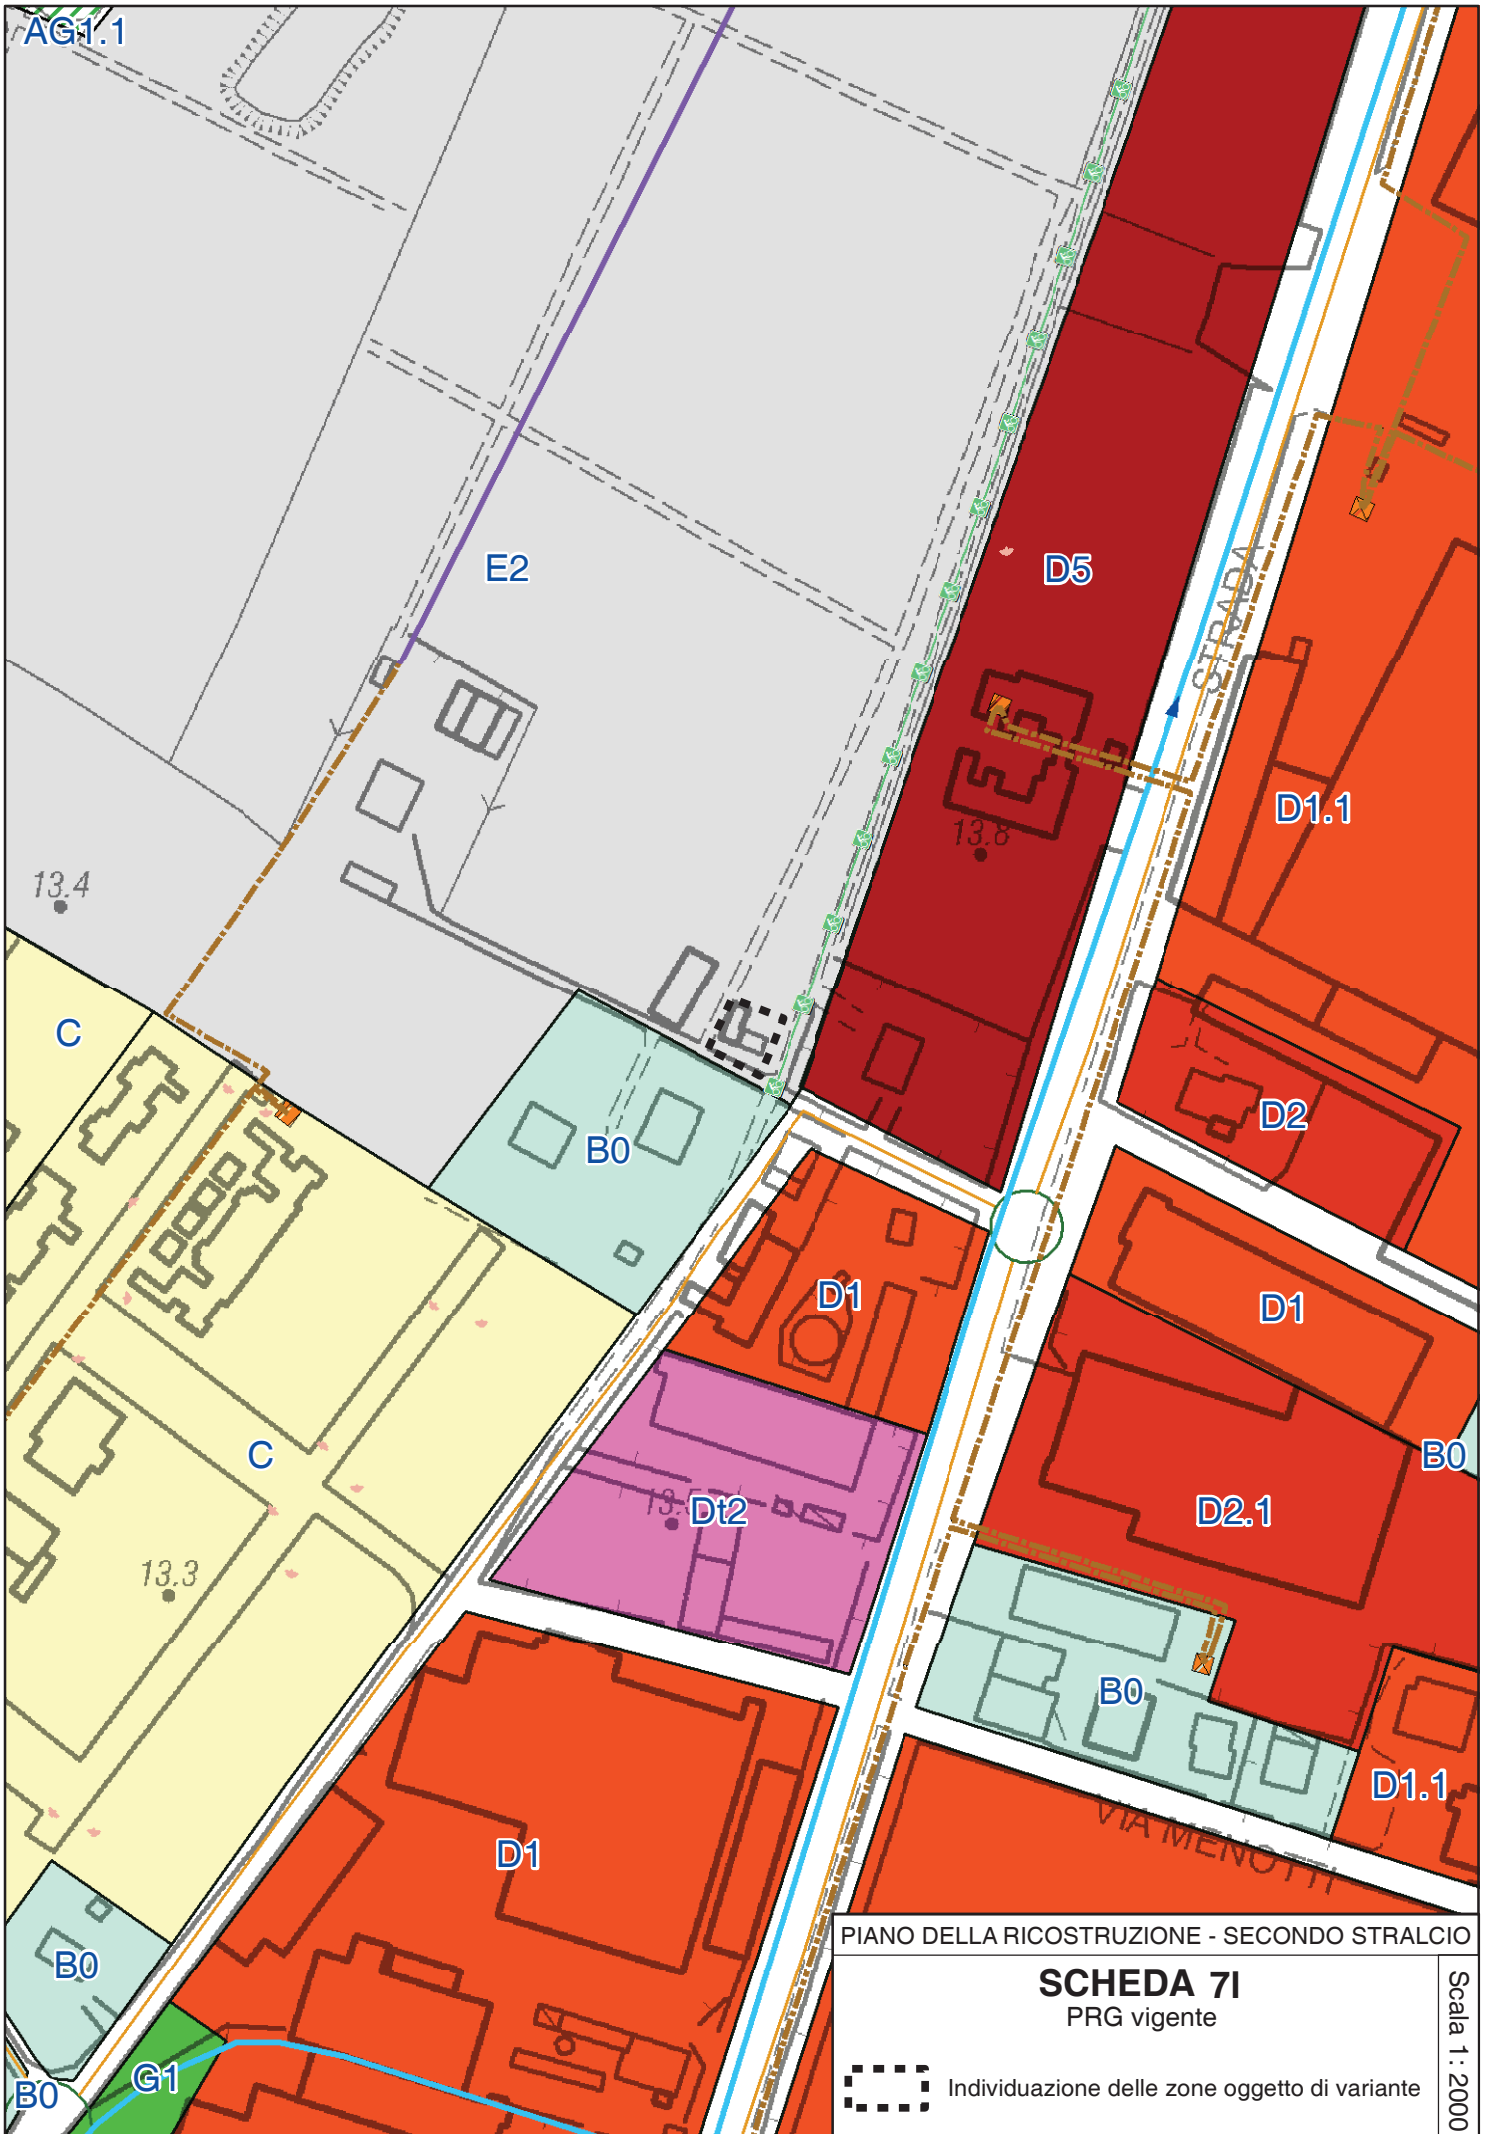 AG1.1
E2
D5
STRADA
D1.1
13.8
13.4
C
D2
B0
D1
D1
B0
C
13.5
Dt2
D2.1
13.3
B0
D1.1
VIA MENOTTI
D1
B0
G1
B0
PIANO DELLA RICOSTRUZIONE - SECONDO STRALCIO
SCHEDA 7I
PRG vigente
Individuazione delle zone oggetto di variante
Scala 1: 2000